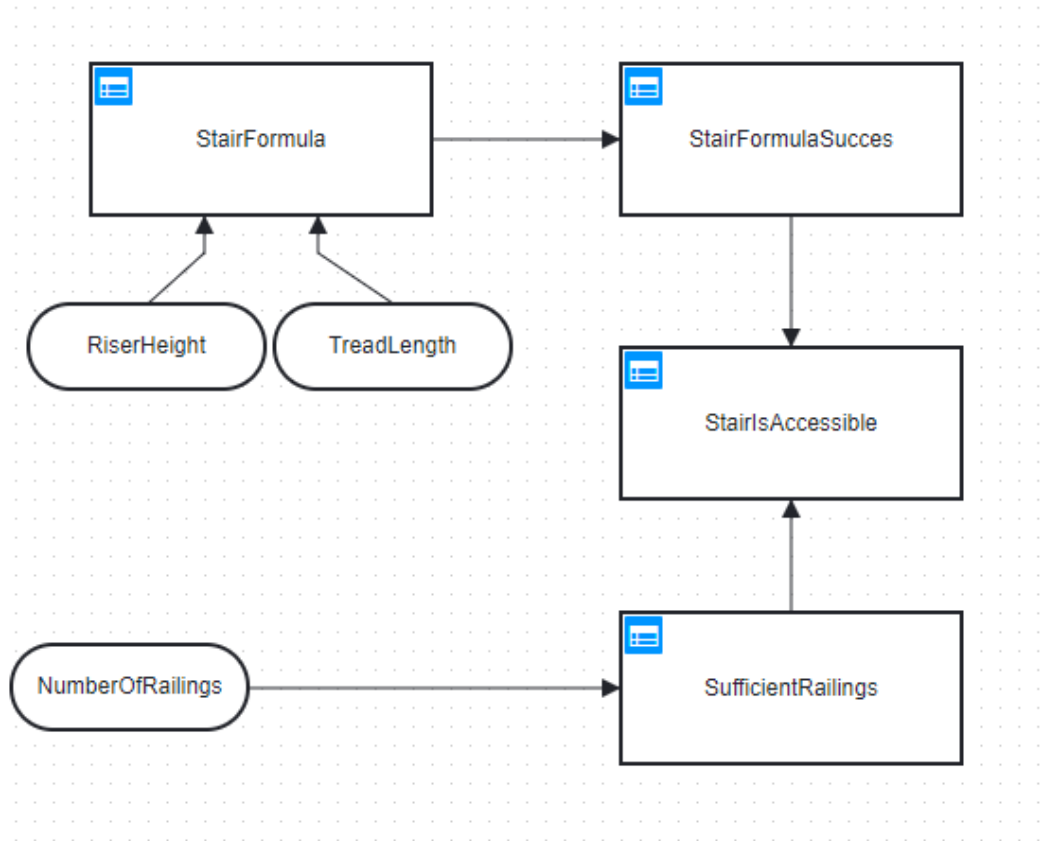 StairFormula
StairFormulaSucces
RiserHeight
TreadLength
StairIsAccessible
NumberOfRailings
SufficientRailings